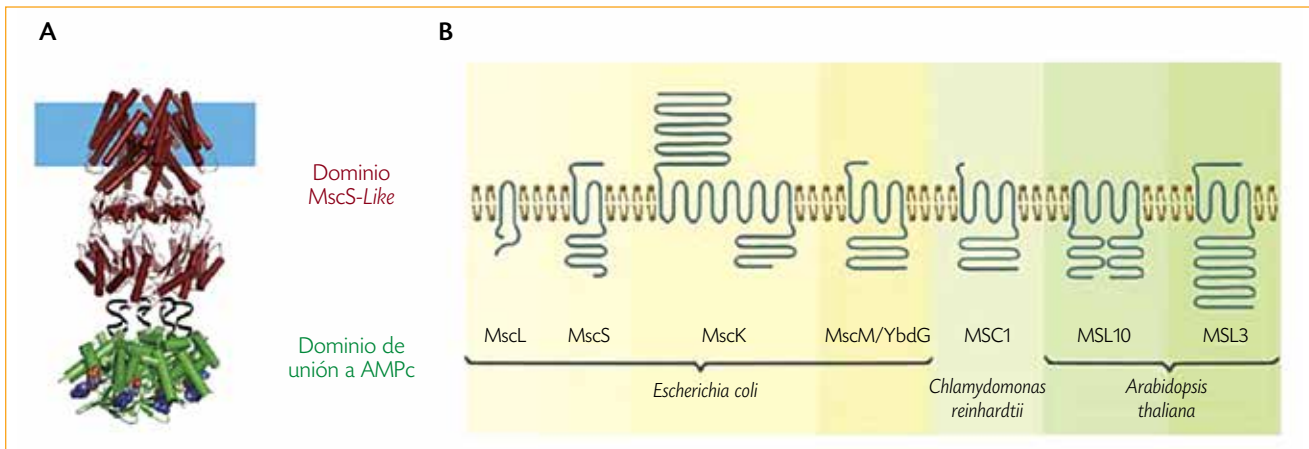 A
B
Dominio
MscS-Like
Dominio de
unión a AMPc
MscL MscS MscK MscM/YbdG MSC1 MSL10 MSL3
Escherichia coli
Chlamydomonas
reinhardtii
Arabidopsis
thaliana